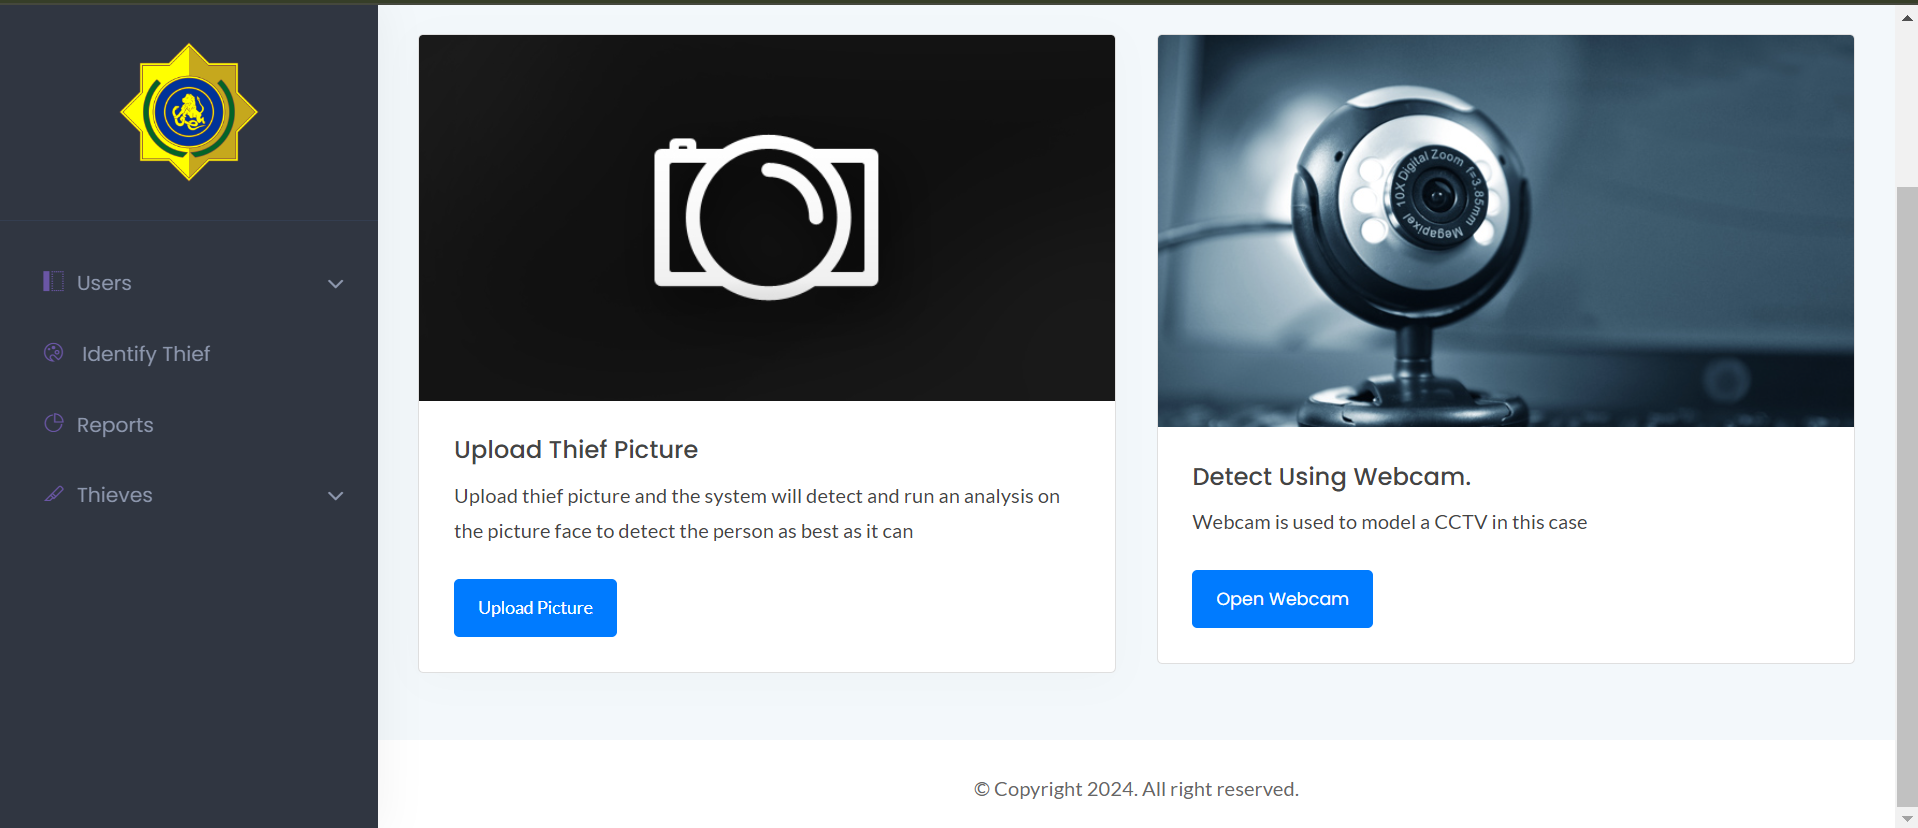 Users
Identify Thief
Reports
Thieves
10X Digital Zoom f=3.85mm
Megapixel
Upload Thief Picture
Upload thief picture and the system will detect and run an analysis on
the picture face to detect the person as best as it can
Upload Picture
Detect Using Webcam.
Webcam is used to model a CCTV in this case
Open Webcam
© Copyright 2024. All right reserved.